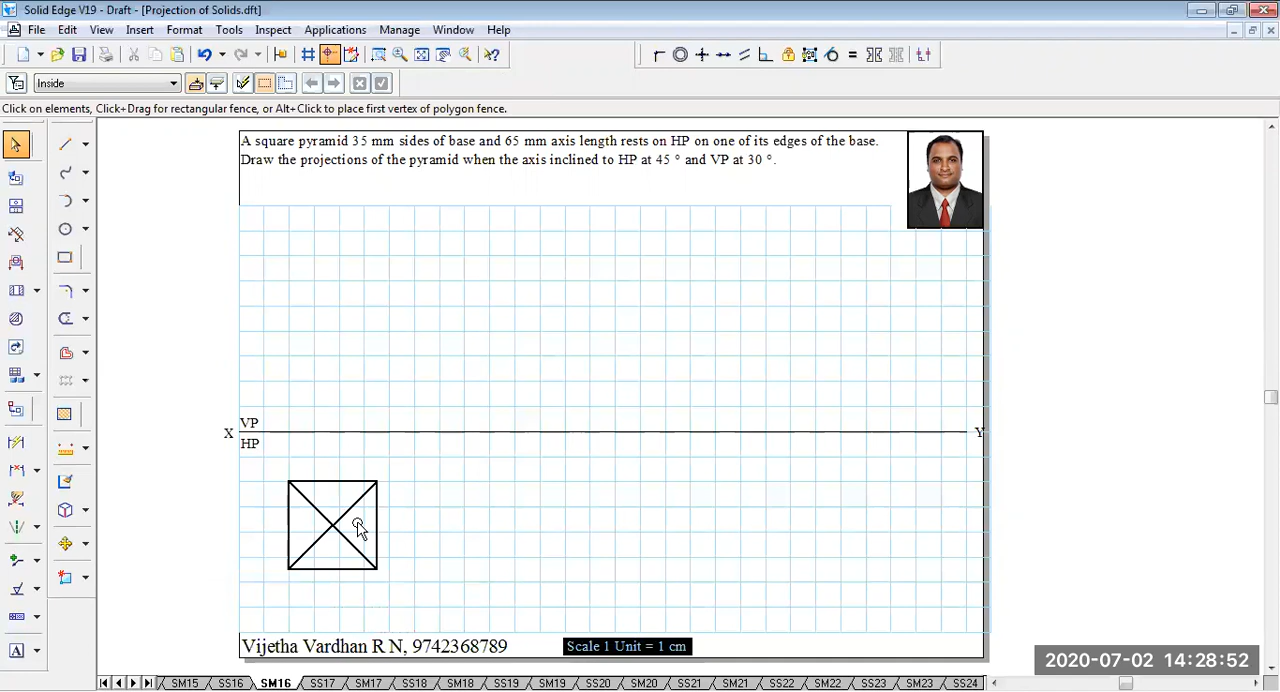 Solid Edge V19 - Draft - [Projection of Solids.dft]
File Edit View Insert Format Tools Inspect Applications Manage Window Help
Inside
Click on elements, Click+Drag for rectangular fence, or Alt+Click to place first vertex of polygon fence.
A square pyramid 35 mm sides of base and 65 mm axis length rests on HP on one of its edges of the base.
Draw the projections of the pyramid when the axis inclined to HP at 45 ° and VP at 30 °.
VP
X Y
HP
Vijetha Vardhan R N, 9742368789 Scale 1 Unit = 1 cm
2020-07-02 14:28:52
SM15 SS16 SM16 SS17 SM17 SS18 SM18 SS19 SM19 SS20 SM20 SS21 SM21 SS22 SM22 SS23 SM23 SS24